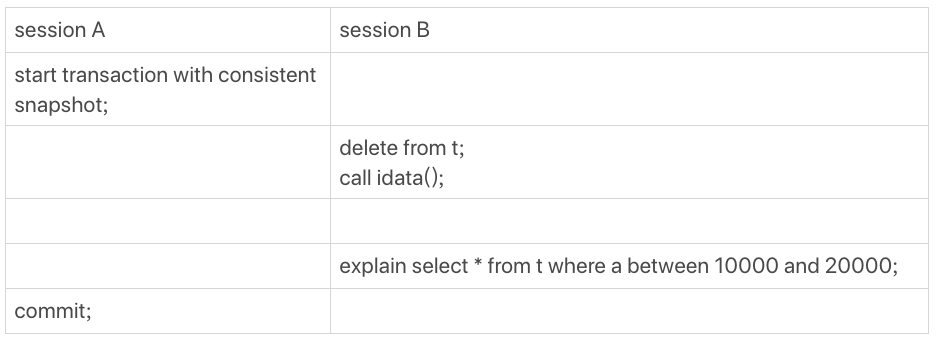 session A
session B
start transaction with consistent
snapshot;
delete from t;
call idata();
explain select * from t where a between 10000 and 20000;
commit;